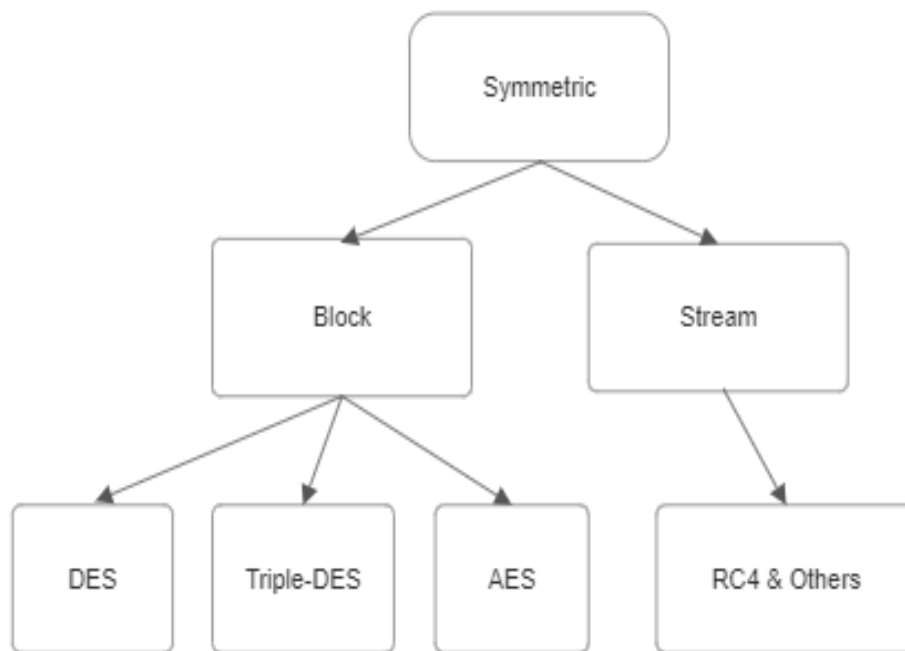 Symmetric
Block
Stream
DES
Triple-DES
AES
RC4 & Others